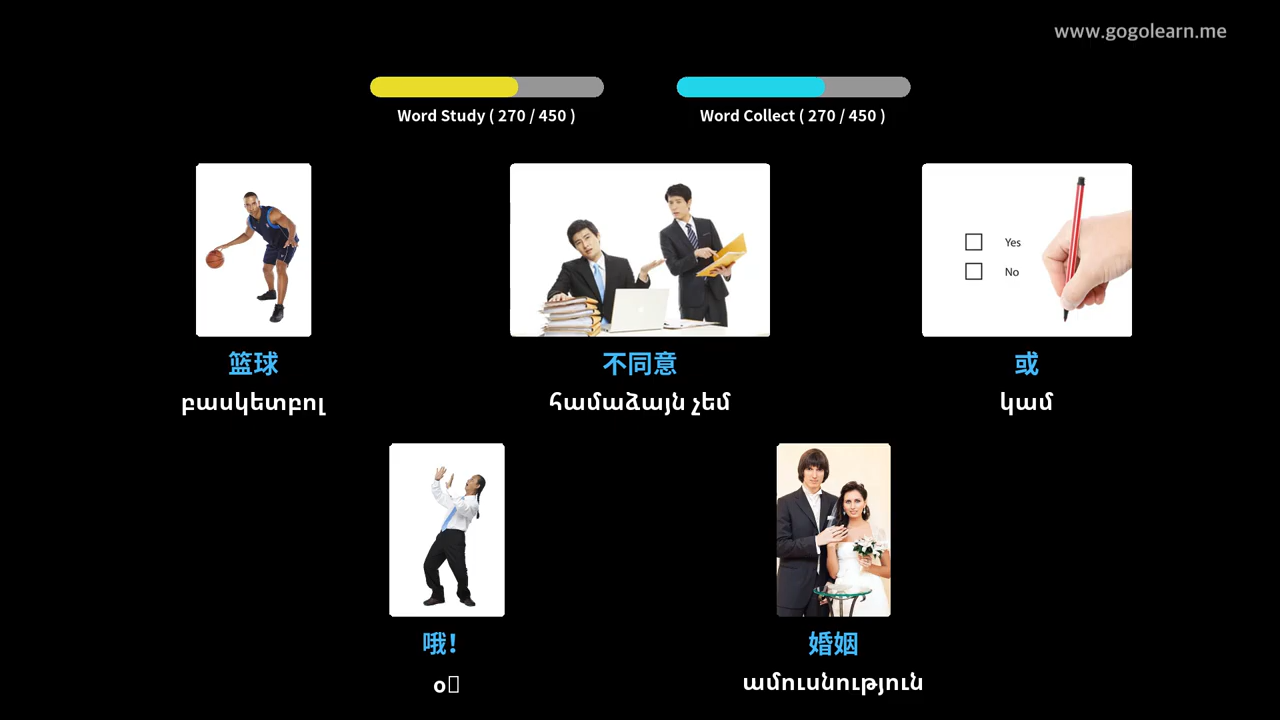 www.gogolearn.me
Word Study ( 270 / 450 )
Word Collect ( 270 / 450 )
Yes
No
篮球
不同意
或
բասկետբոլ
համաձայն չեմ
կամ
哦!
婚姻
օ
ամուսնություն